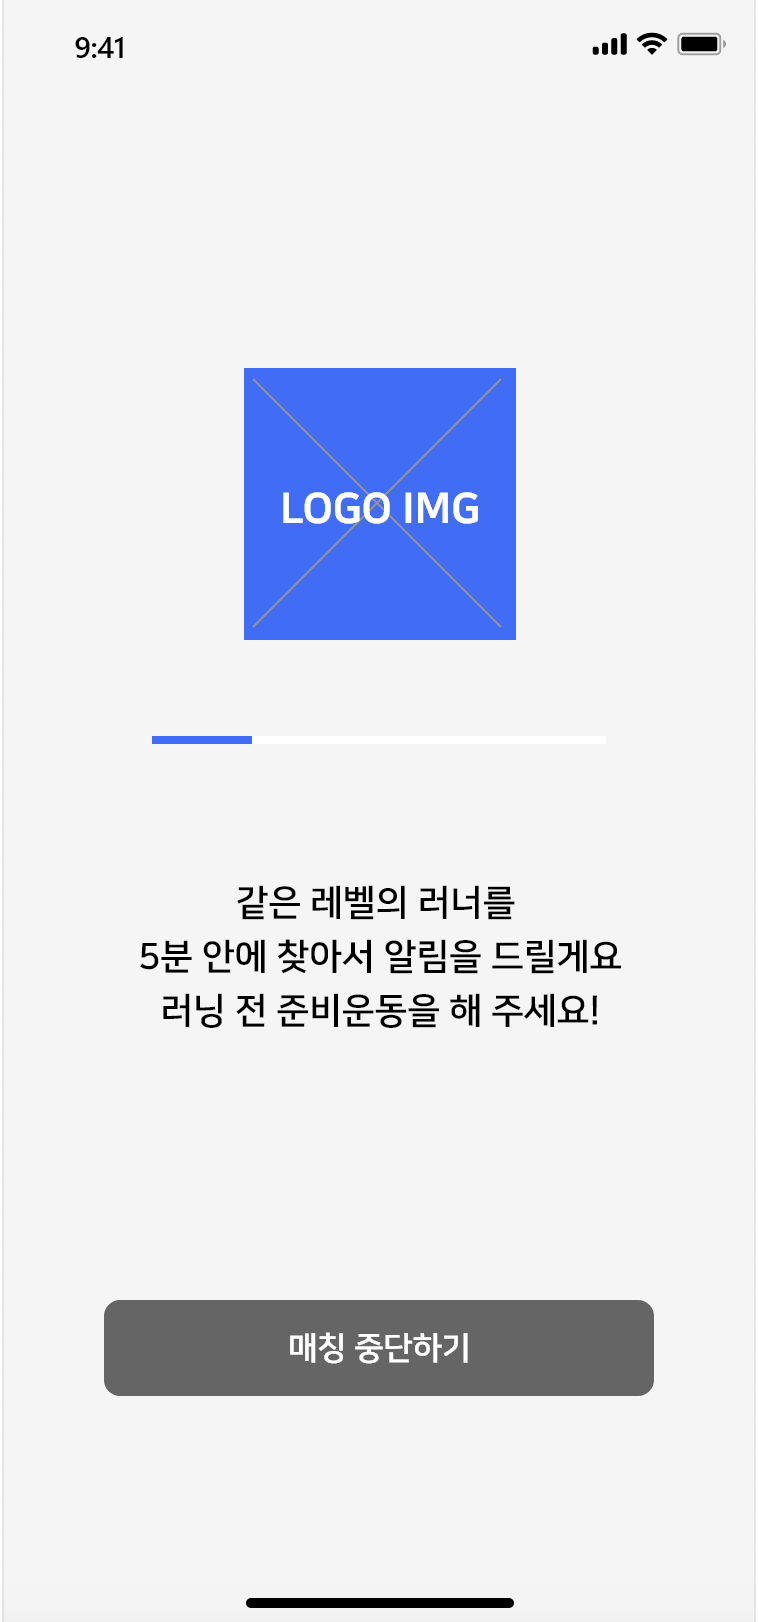 9:41
LOGO IMG
같은 레벨의 러너를
5분 안에 찾아서 알림을 드릴게요
러닝 전 준비운동을 해 주세요!
매칭 중단하기